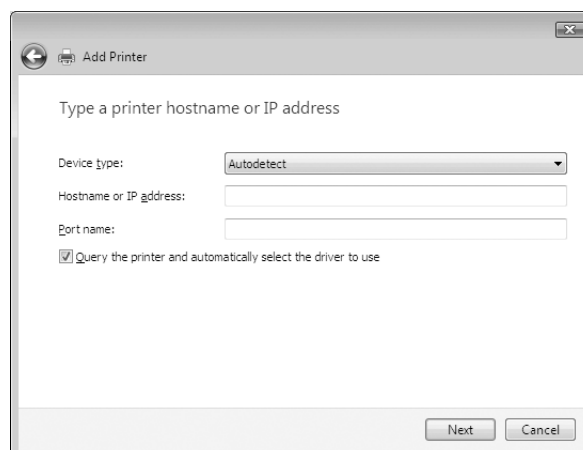 Add Printer
Type a printer hostname or IP address
Device type: Autodetect
Hostname or IP address:
Port name:
Query the printer and automatically select the driver to use
Next Cancel